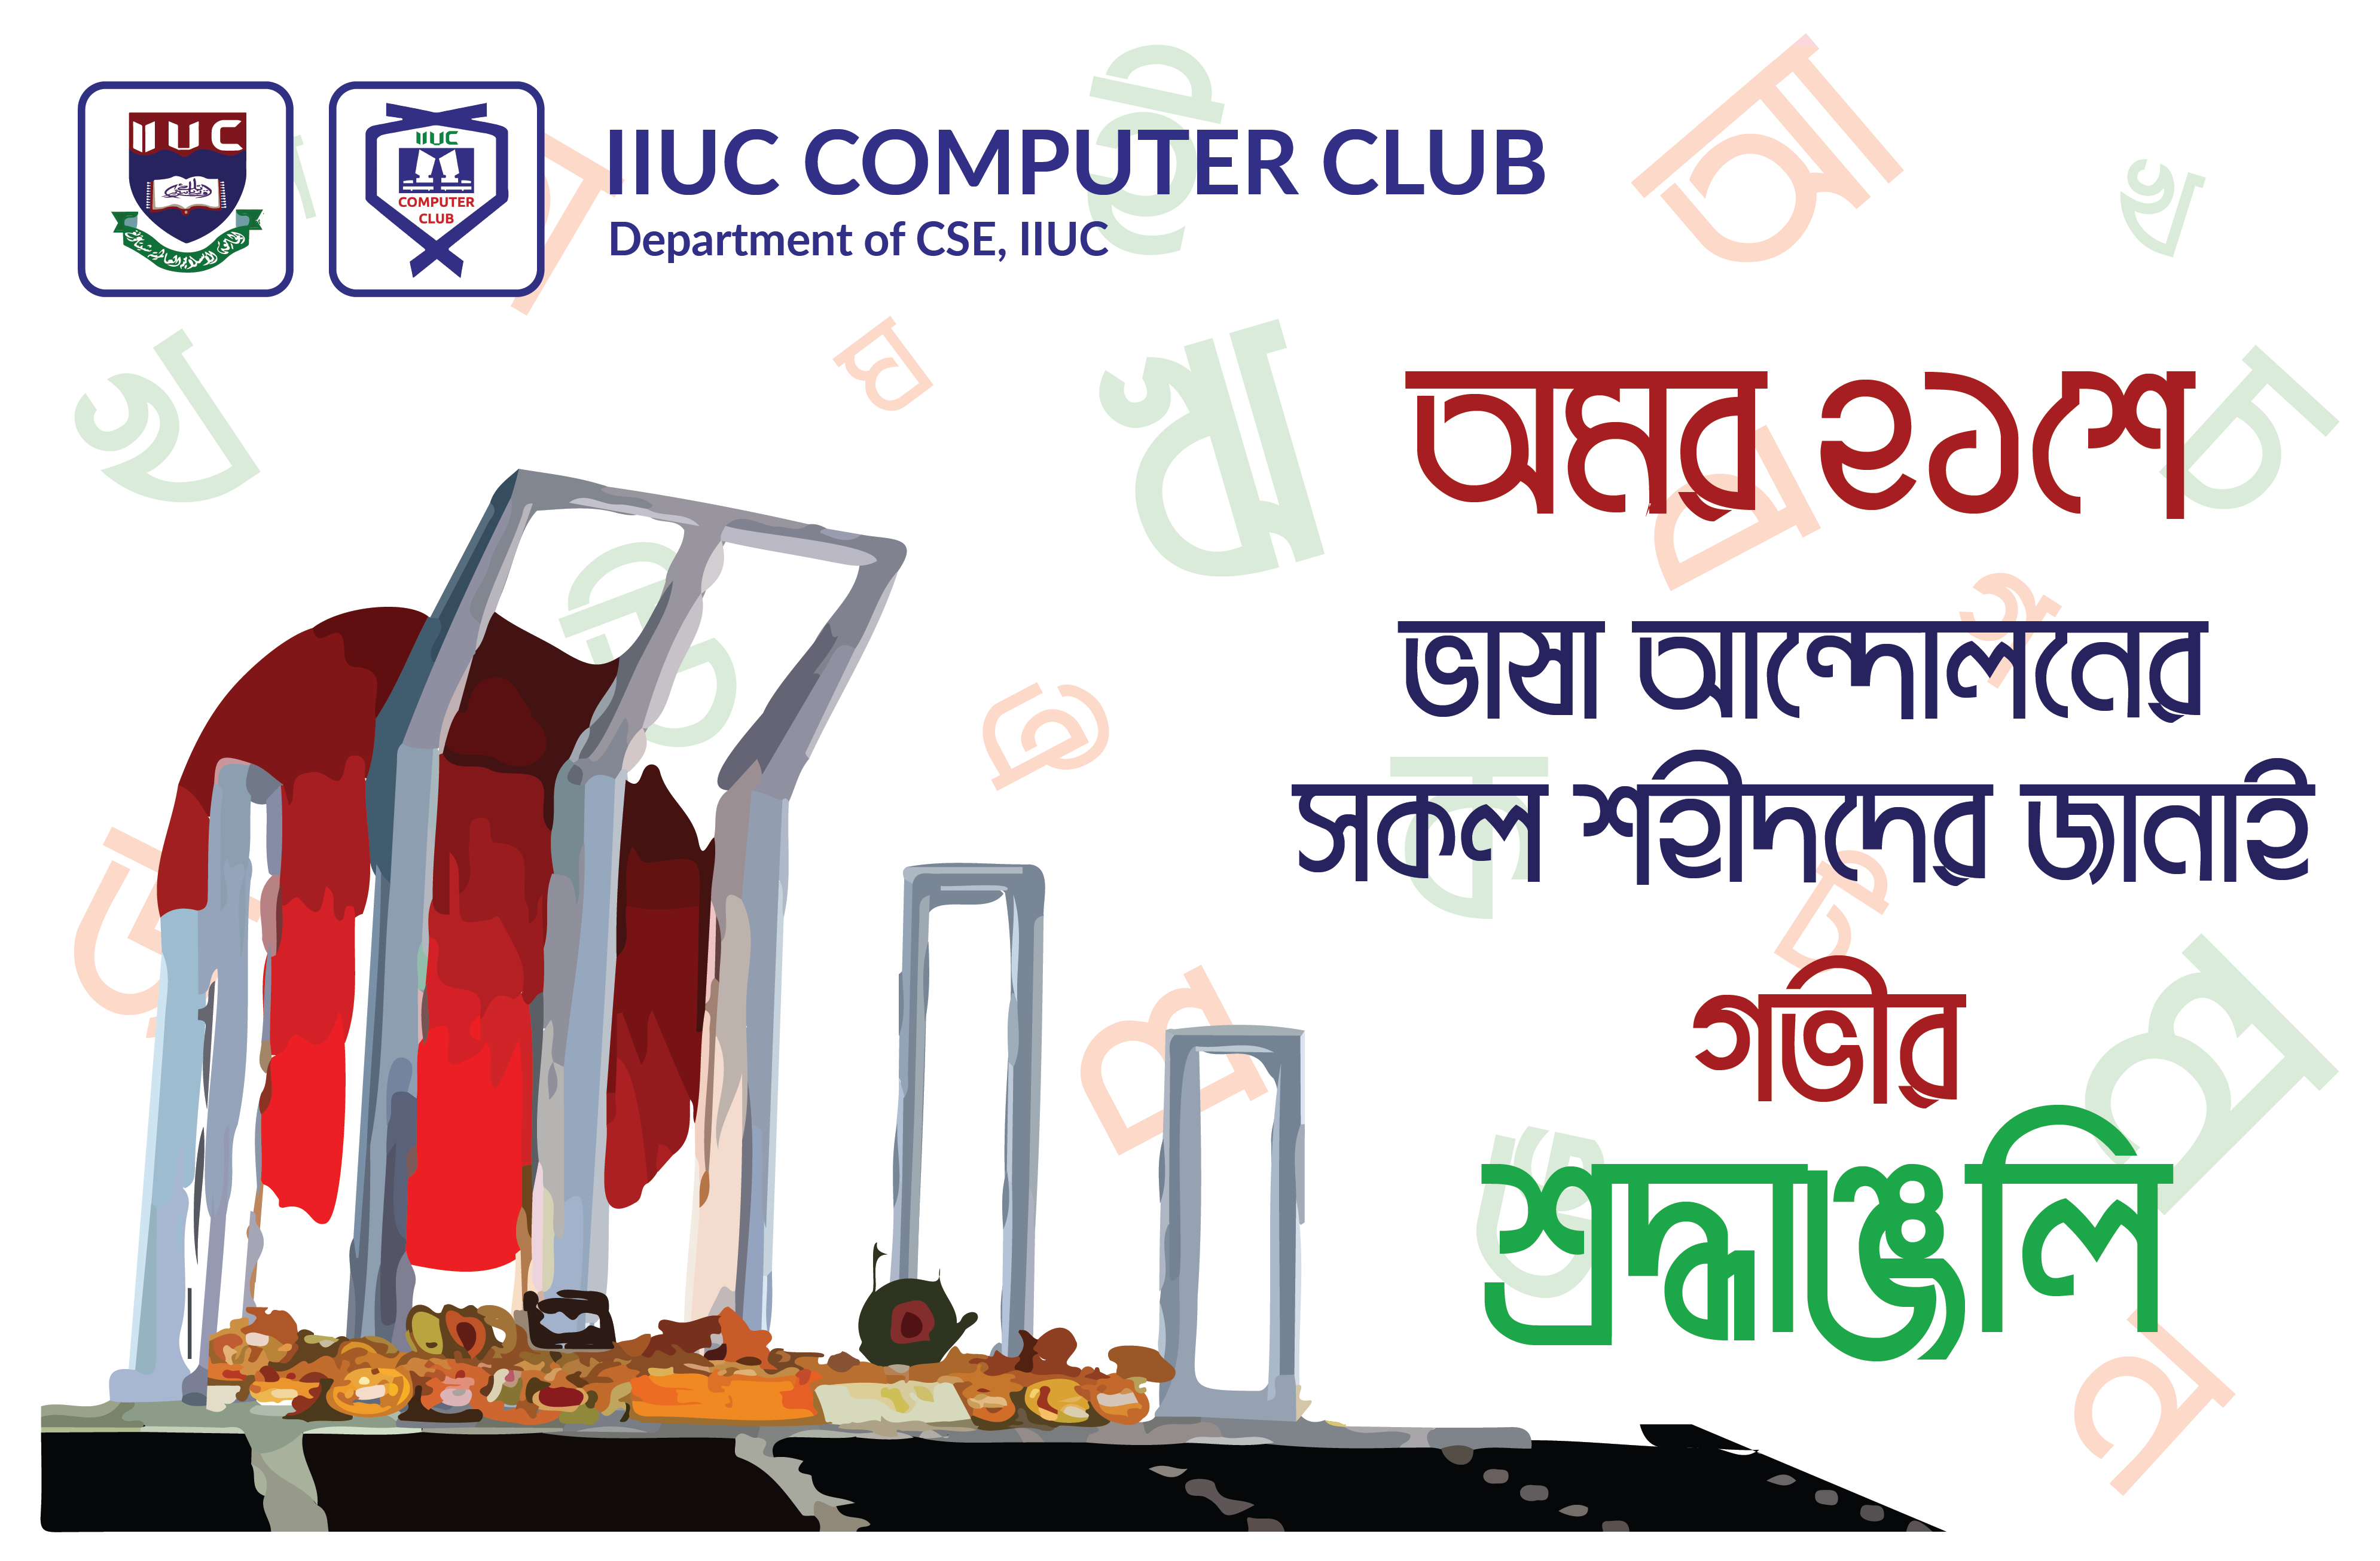 IIUC
IIUC
COMPUTER
CLUB
IIUC COMPUTER CLUB
Department of CSE, IIUC
অমর ২১শে
ভাষা আন্দোলনের
সকল শহীদদের জানাই
গভীর
শ্রদ্ধাঞ্জলি